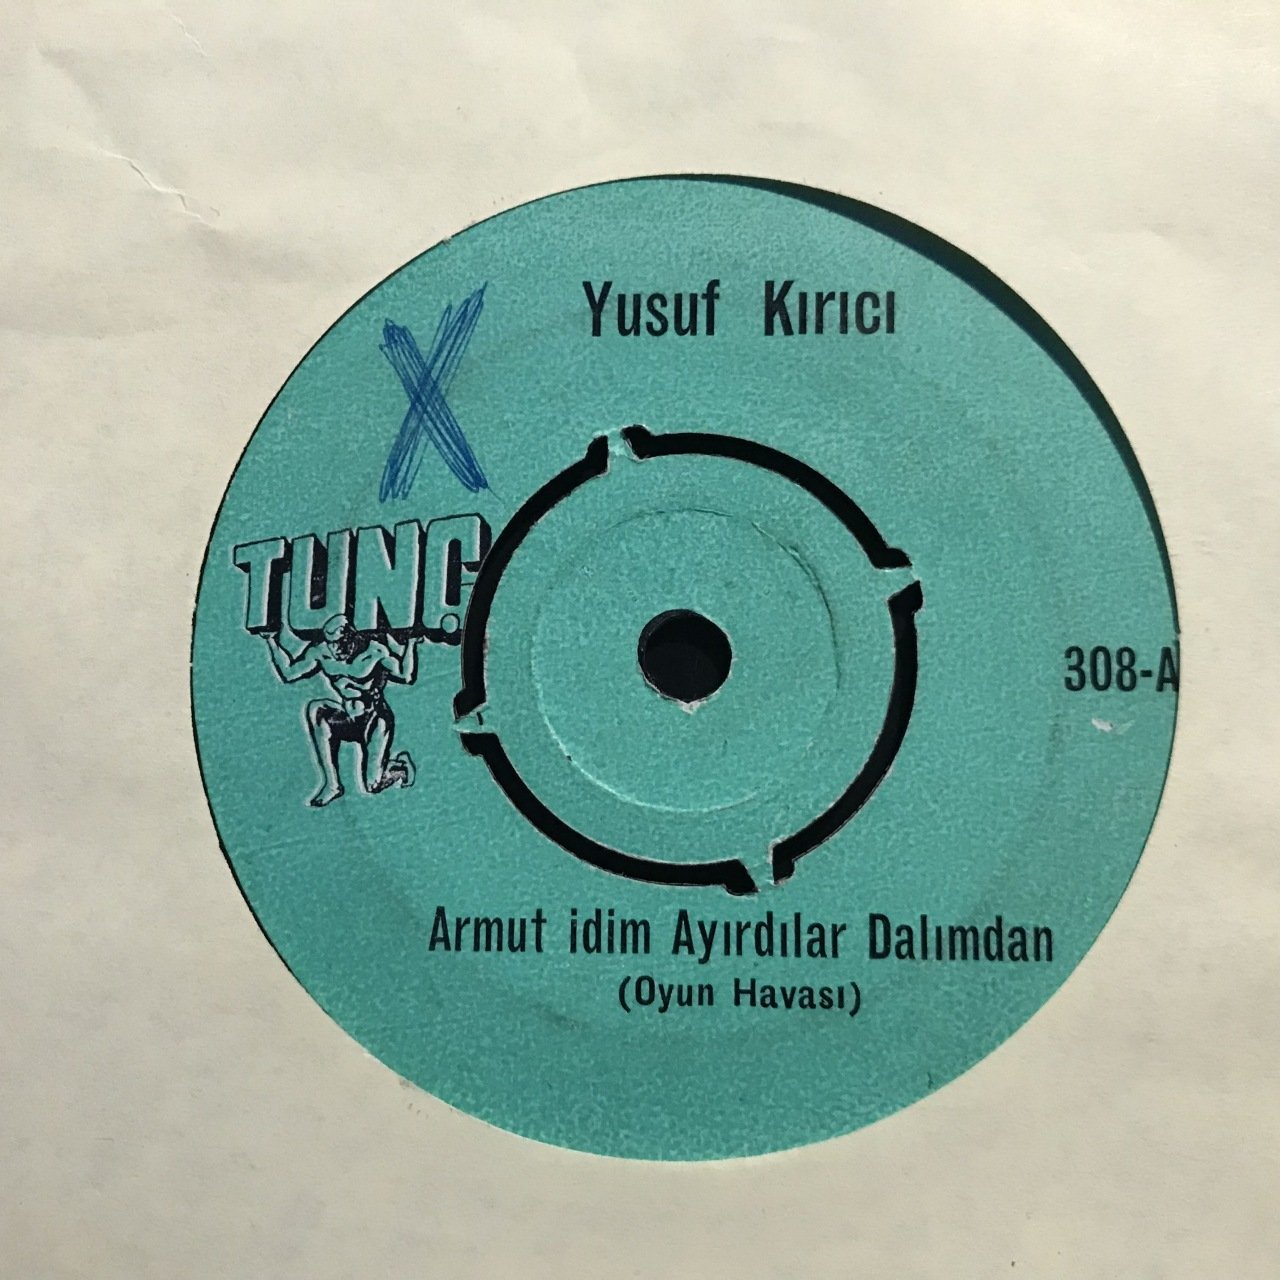 Yusuf Kırıcı
X
TUNÇ
308-A
Armut idim Ayırdılar Dalımdan
(Oyun Havası)